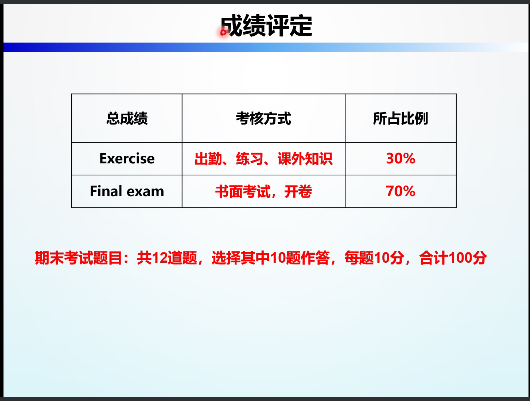 成绩评定
总成绩 考核方式 所占比例
Exercise 出勤、练习、课外知识 30%
Final exam 书面考试，开卷 70%
期末考试题目：共12道题，选择其中10题作答，每题10分，合计100分